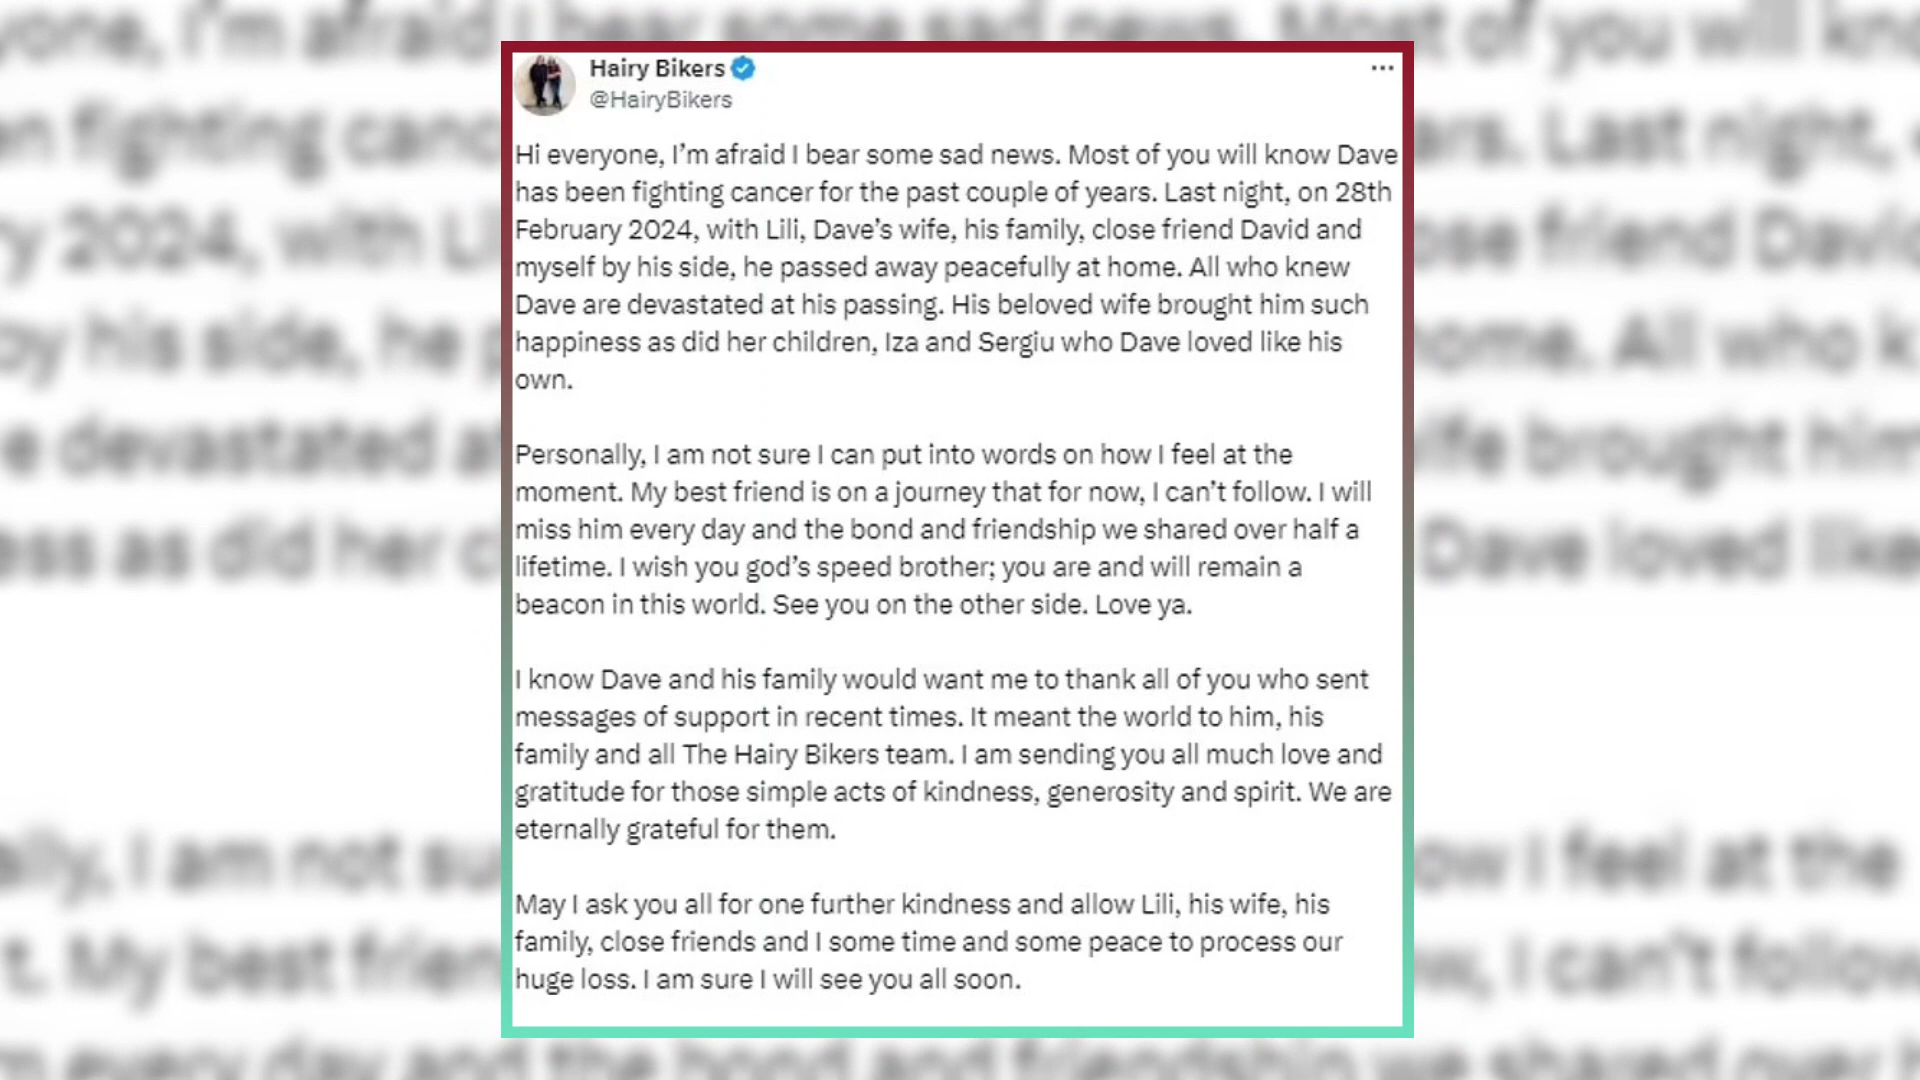 Hairy Bikers
@HairyBikers
Hi everyone, I'm afraid I bear some sad news. Most of you will know Dave
has been fighting cancer for the past couple of years. Last night, on 28th
February 2024, with Lili, Dave's wife, his family, close friend David and
myself by his side, he passed away peacefully at home. All who knew
Dave are devastated at his passing. His beloved wife brought him such
happiness as did her children, Iza and Sergiu who Dave loved like his
own.
Personally, I am not sure I can put into words on how I feel at the
moment. My best friend is on a journey that for now, I can't follow. I will
miss him every day and the bond and friendship we shared over half a
lifetime. I wish you god's speed brother; you are and will remain a
beacon in this world. See you on the other side. Love ya.
I know Dave and his family would want me to thank all of you who sent
messages of support in recent times. It meant the world to him, his
family and all The Hairy Bikers team. I am sending you all much love and
gratitude for those simple acts of kindness, generosity and spirit. We are
eternally grateful for them.
May I ask you all for one further kindness and allow Lili, his wife, his
family, close friends and I some time and some peace to process our
huge loss. I am sure I will see you all soon.